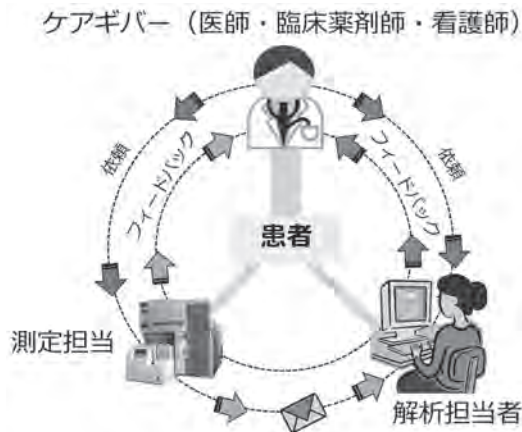 ケアギバー（医師・臨床薬剤師・看護師）
依頼
フィードバック
フィードバック
依頼
患者
測定担当
解析担当者